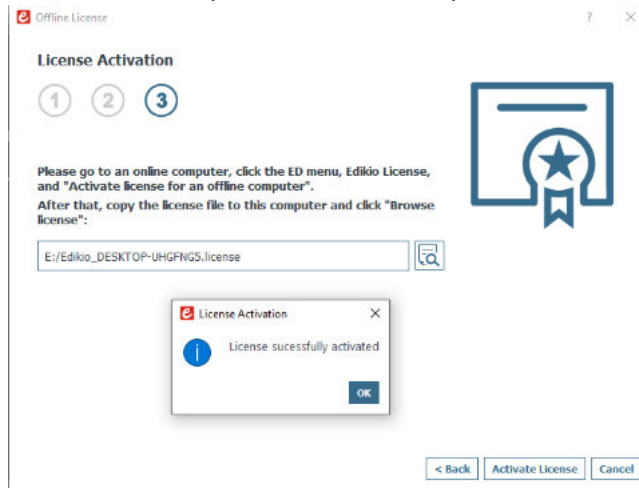 Offline License
? ×
License Activation
1 2 3
Please go to an online computer, click the ED menu, Edikio License,
and "Activate license for an offline computer".
After that, copy the license file to this computer and click "Browse
license":
E:/Edikio_DESKTOP-UHGFNG5.license
License Activation ×
License sucessfully activated
OK
< Back Activate License Cancel